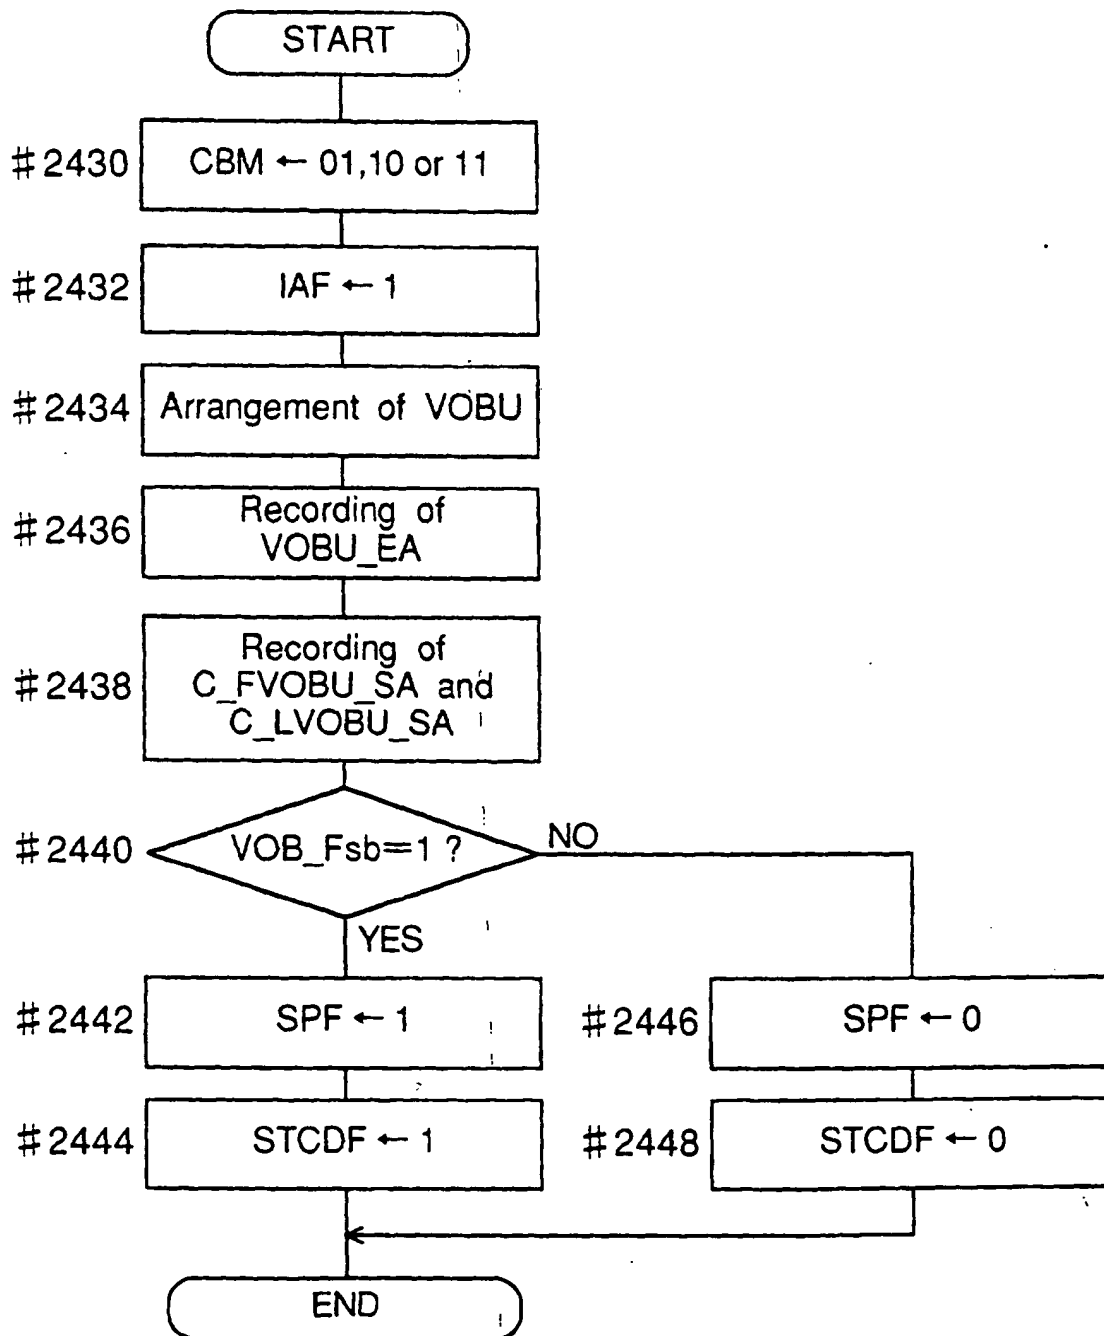 START
#2430 CBM ← 01,10 or 11
#2432 IAF ← 1
#2434 Arrangement of VOBU
#2436 Recording of
VOBU_EA
#2438 Recording of
C_FVOBU_SA and
C_LVOBU_SA
#2440 VOB_Fsb=1 ?
NO
YES
#2442 SPF ← 1
#2446 SPF ← 0
#2444 STCDF ← 1
#2448 STCDF ← 0
END